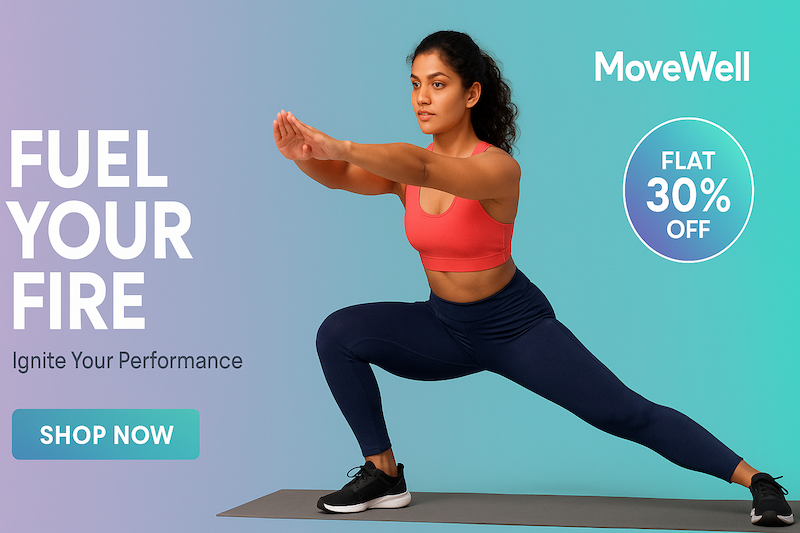 FUEL
YOUR
FIRE
Ignite Your Performance
SHOP NOW
MoveWell
FLAT
30%
OFF